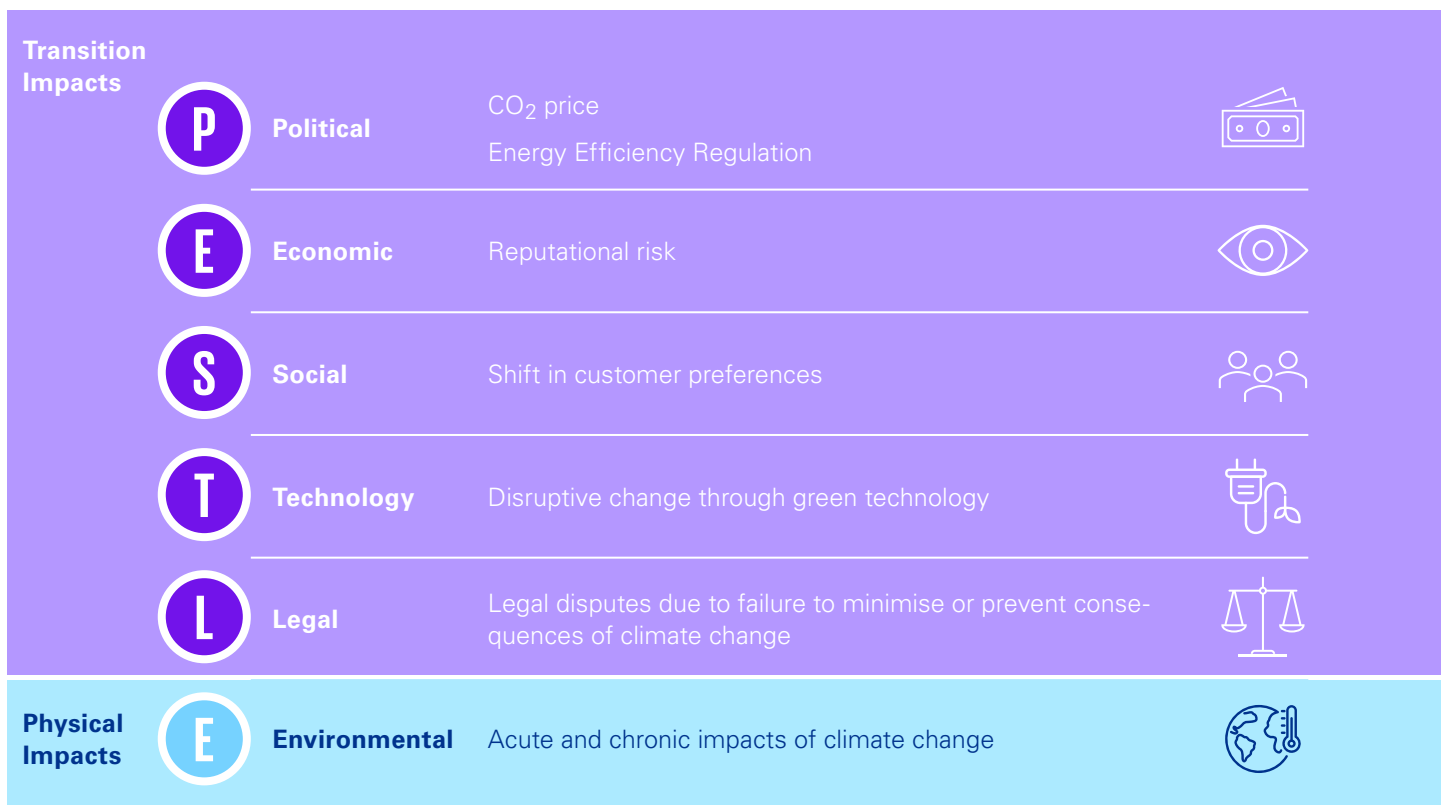 Transition
Impacts
P
Political
CO₂ price
Energy Efficiency Regulation
E
Economic
Reputational risk
S
Social
Shift in customer preferences
T
Technology
Disruptive change through green technology
L
Legal
Legal disputes due to failure to minimise or prevent conse-
quences of climate change
Physical
Impacts
E
Environmental
Acute and chronic impacts of climate change